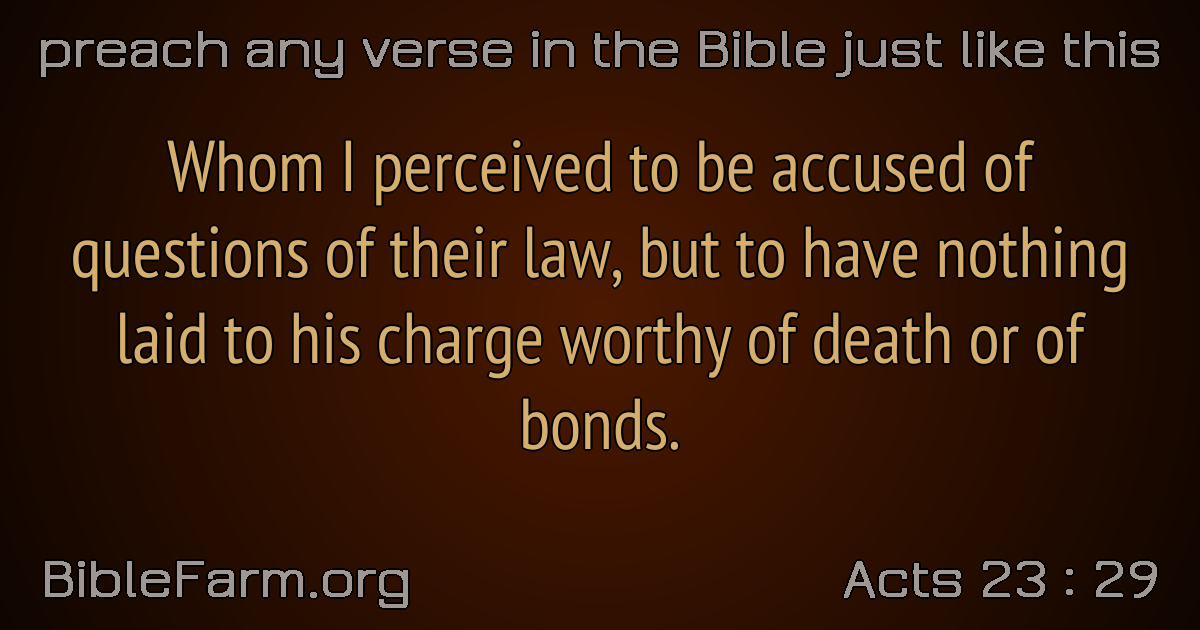 preach any verse in the Bible just like this
Whom I perceived to be accused of
questions of their law, but to have nothing
laid to his charge worthy of death or of
bonds.
BibleFarm.org
Acts 23 : 29